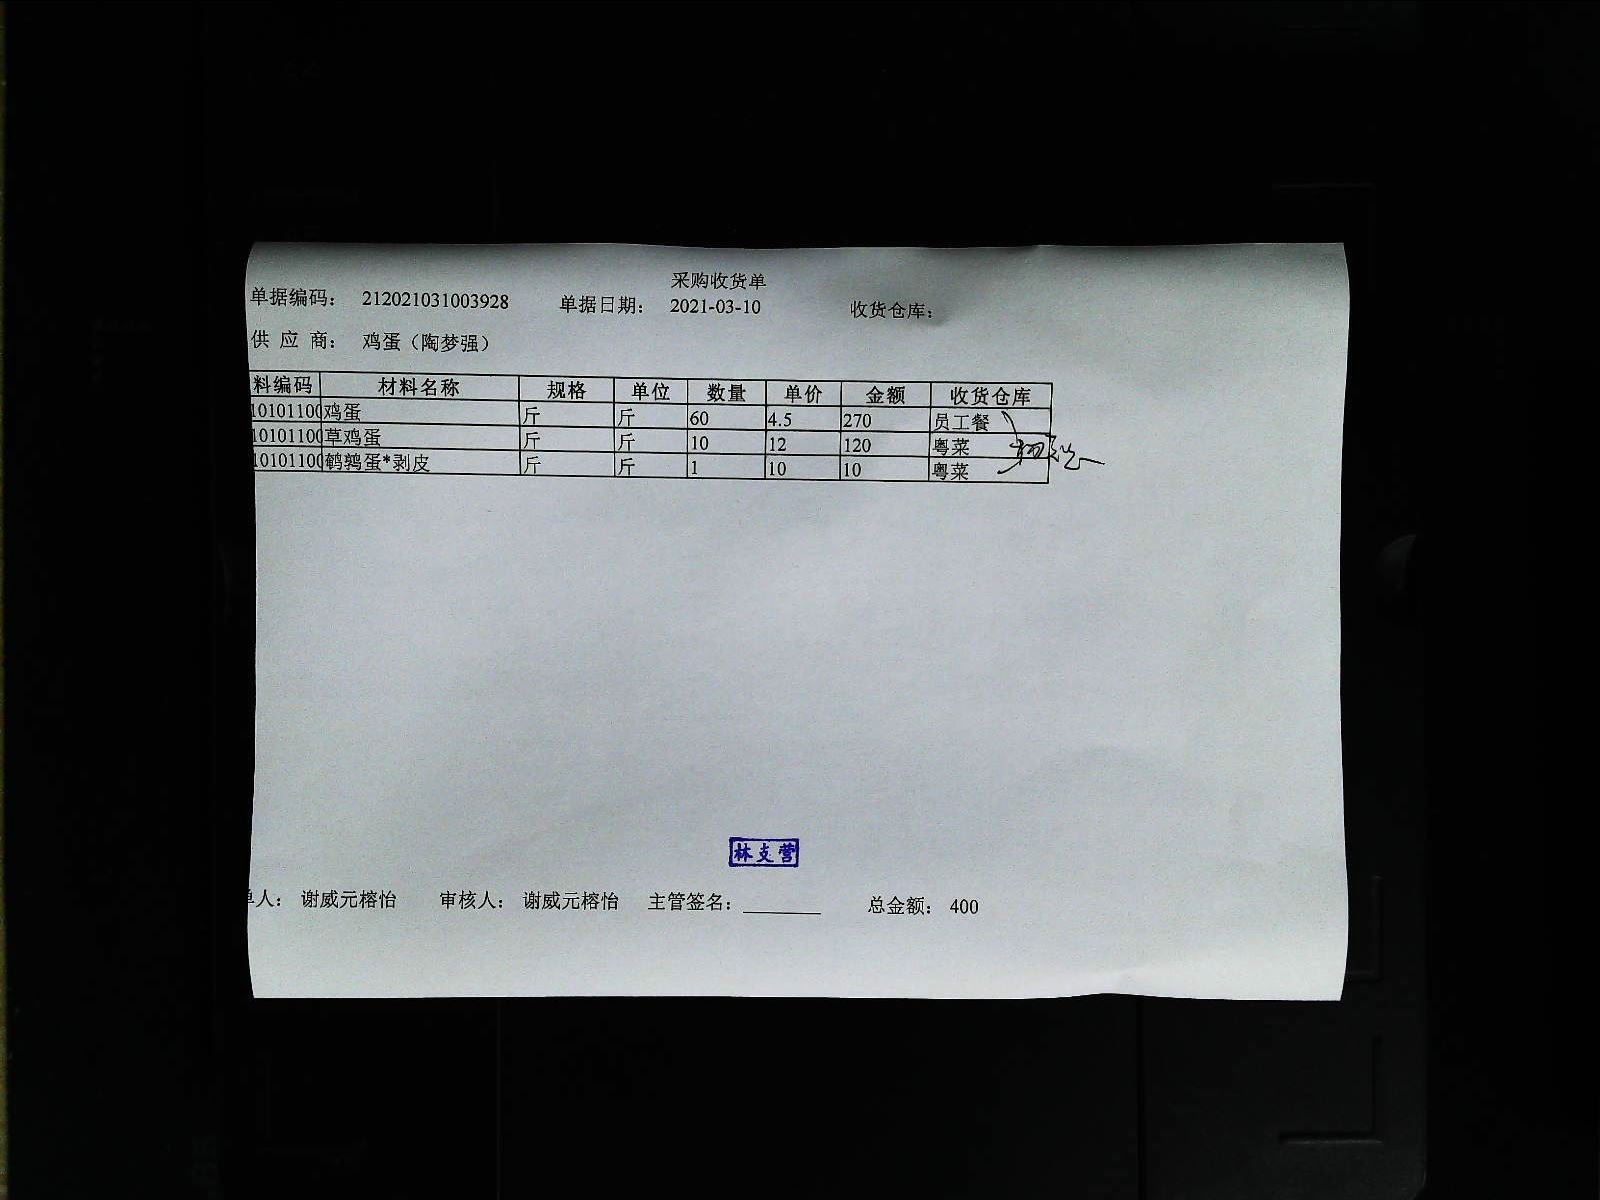 采购收货单
单据编码： 212021031003928 单据日期： 2021-03-10 收货仓库：
供 应 商： 鸡蛋（陶梦强）
料编码 材料名称 规格 单位 数量 单价 金额 收货仓库
10101100 鸡蛋 斤 斤 60 4.5 270 员工餐
10101100 草鸡蛋 斤 斤 10 12 120 粤菜
10101100 鹌鹑蛋*剥皮 斤 斤 1 10 10 粤菜
林支营
单人： 谢威元榕怡 审核人： 谢威元榕怡 主管签名： 总金额： 400